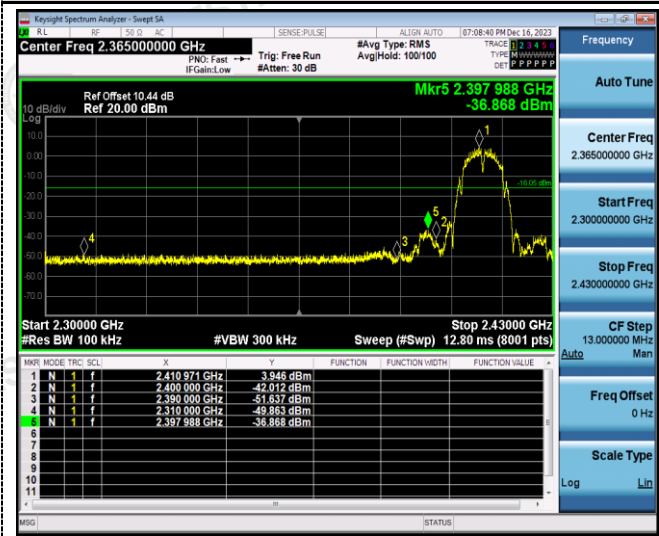 Keysight Spectrum Analyzer - Swept SA
RL RF 50 Ω AC SENSE:PULSE ALIGN AUTO 07:08:40 PM Dec 16, 2023
Center Freq 2.365000000 GHz
PNO: Fast
IFGain:Low
Trig: Free Run
#Atten: 30 dB
#Avg Type: RMS
Avg|Hold: 100/100
TRACE 1 2 3 4 5 6
TYPE M W W W W W
DET P P P P P P
Frequency
Auto Tune
Center Freq
2.365000000 GHz
Start Freq
2.300000000 GHz
Stop Freq
2.430000000 GHz
CF Step
13.000000 MHz
Auto Man
Freq Offset
0 Hz
Scale Type
Log Lin
Mkr5 2.397 988 GHz
-36.868 dBm
Ref Offset 10.44 dB
10 dB/div Ref 20.00 dBm
Log
10.0
0.00
-10.0
-20.0
-30.0
-40.0
-50.0
-60.0
-70.0
1
-16.05 dBm
5
2
3
4
Start 2.30000 GHz Stop 2.43000 GHz
#Res BW 100 kHz #VBW 300 kHz Sweep (#Swp) 12.80 ms (8001 pts)
MKR MODE TRC SCL X Y FUNCTION FUNCTION WIDTH FUNCTION VALUE
1 N 1 f 2.410 971 GHz 3.946 dBm
2 N 1 f 2.400 000 GHz -42.012 dBm
3 N 1 f 2.390 000 GHz -51.637 dBm
4 N 1 f 2.310 000 GHz -49.863 dBm
5 N 1 f 2.397 988 GHz -36.868 dBm
6
7
8
9
10
11
MSG STATUS